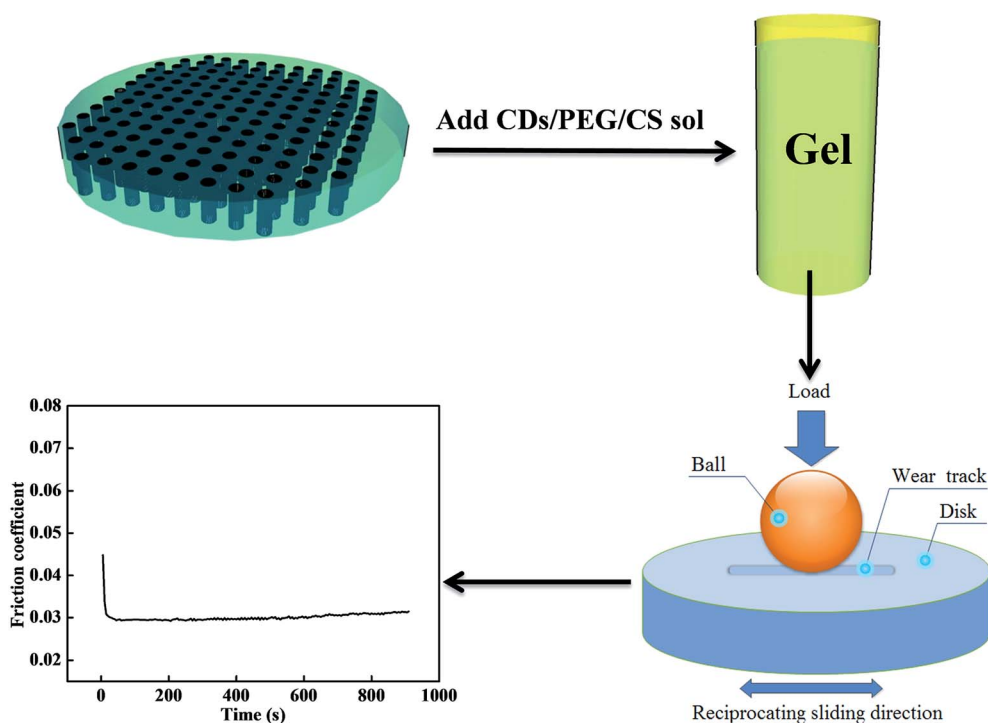 Add CDs/PEG/CS sol
Gel
Load
Ball
Wear track
Disk
Reciprocating sliding direction
0.08
0.07
0.06
0.05
0.04
0.03
0.02
Friction coefficient
0 200 400 600 800 1000
Time (s)